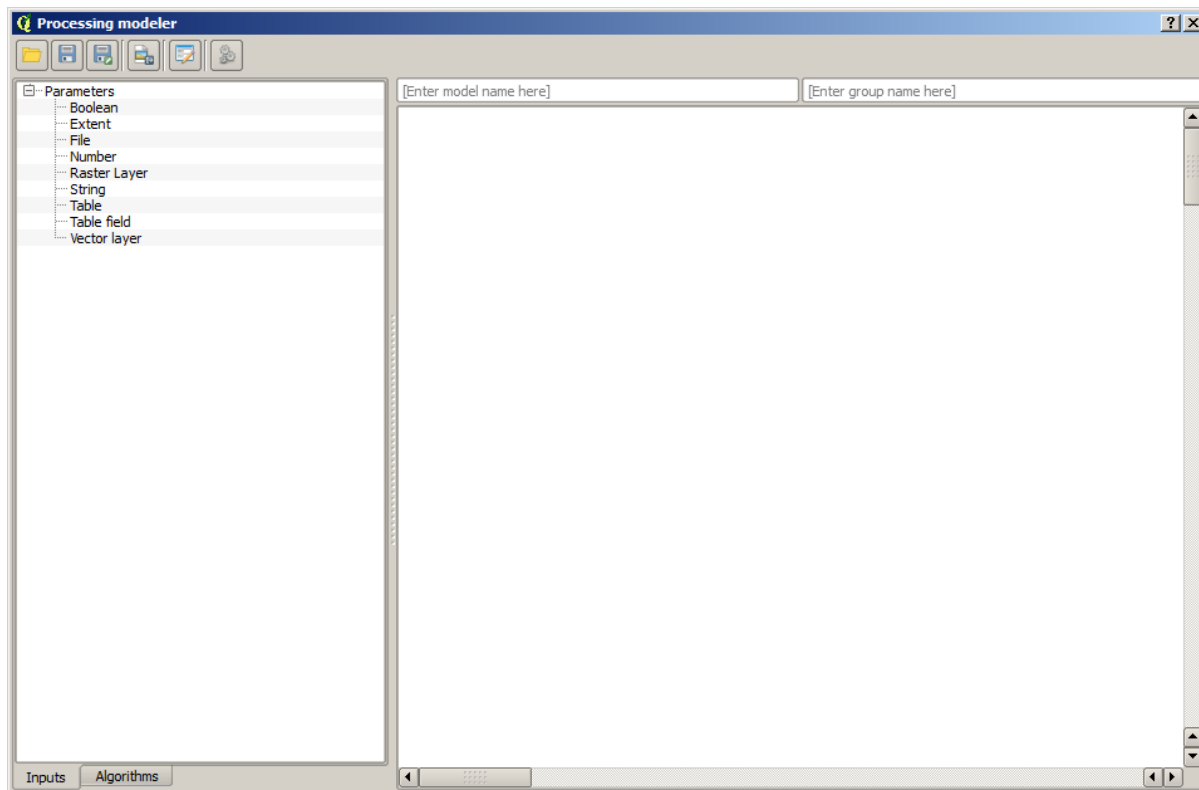 Processing modeler
Parameters
Boolean
Extent
File
Number
Raster Layer
String
Table
Table field
Vector layer
[Enter model name here]
[Enter group name here]
Inputs
Algorithms